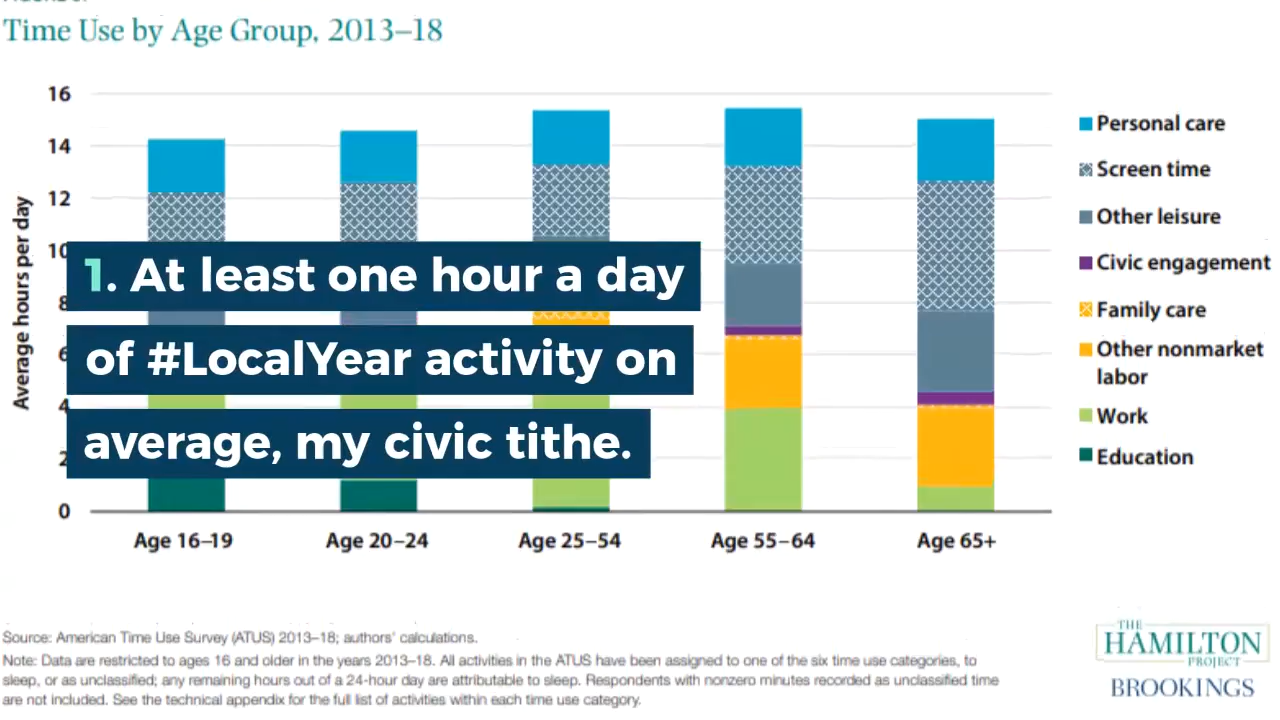 Time Use by Age Group, 2013–18
16
14
12
10
8
6
4
2
0
Average hours per day
1. At least one hour a day
of #LocalYear activity on
average, my civic tithe.
Age 16–19
Age 20–24
Age 25–54
Age 55–64
Age 65+
Personal care
Screen time
Other leisure
Civic engagement
Family care
Other nonmarket
labor
Work
Education
Source: American Time Use Survey (ATUS) 2013–18; authors' calculations.
Note: Data are restricted to ages 16 and older in the years 2013–18. All activities in the ATUS have been assigned to one of the six time use categories, to
sleep, or as unclassified; any remaining hours out of a 24-hour day are attributable to sleep. Respondents with nonzero minutes recorded as unclassified time
are not included. See the technical appendix for the full list of activities within each time use category.
THE
HAMILTON
PROJECT
BROOKINGS